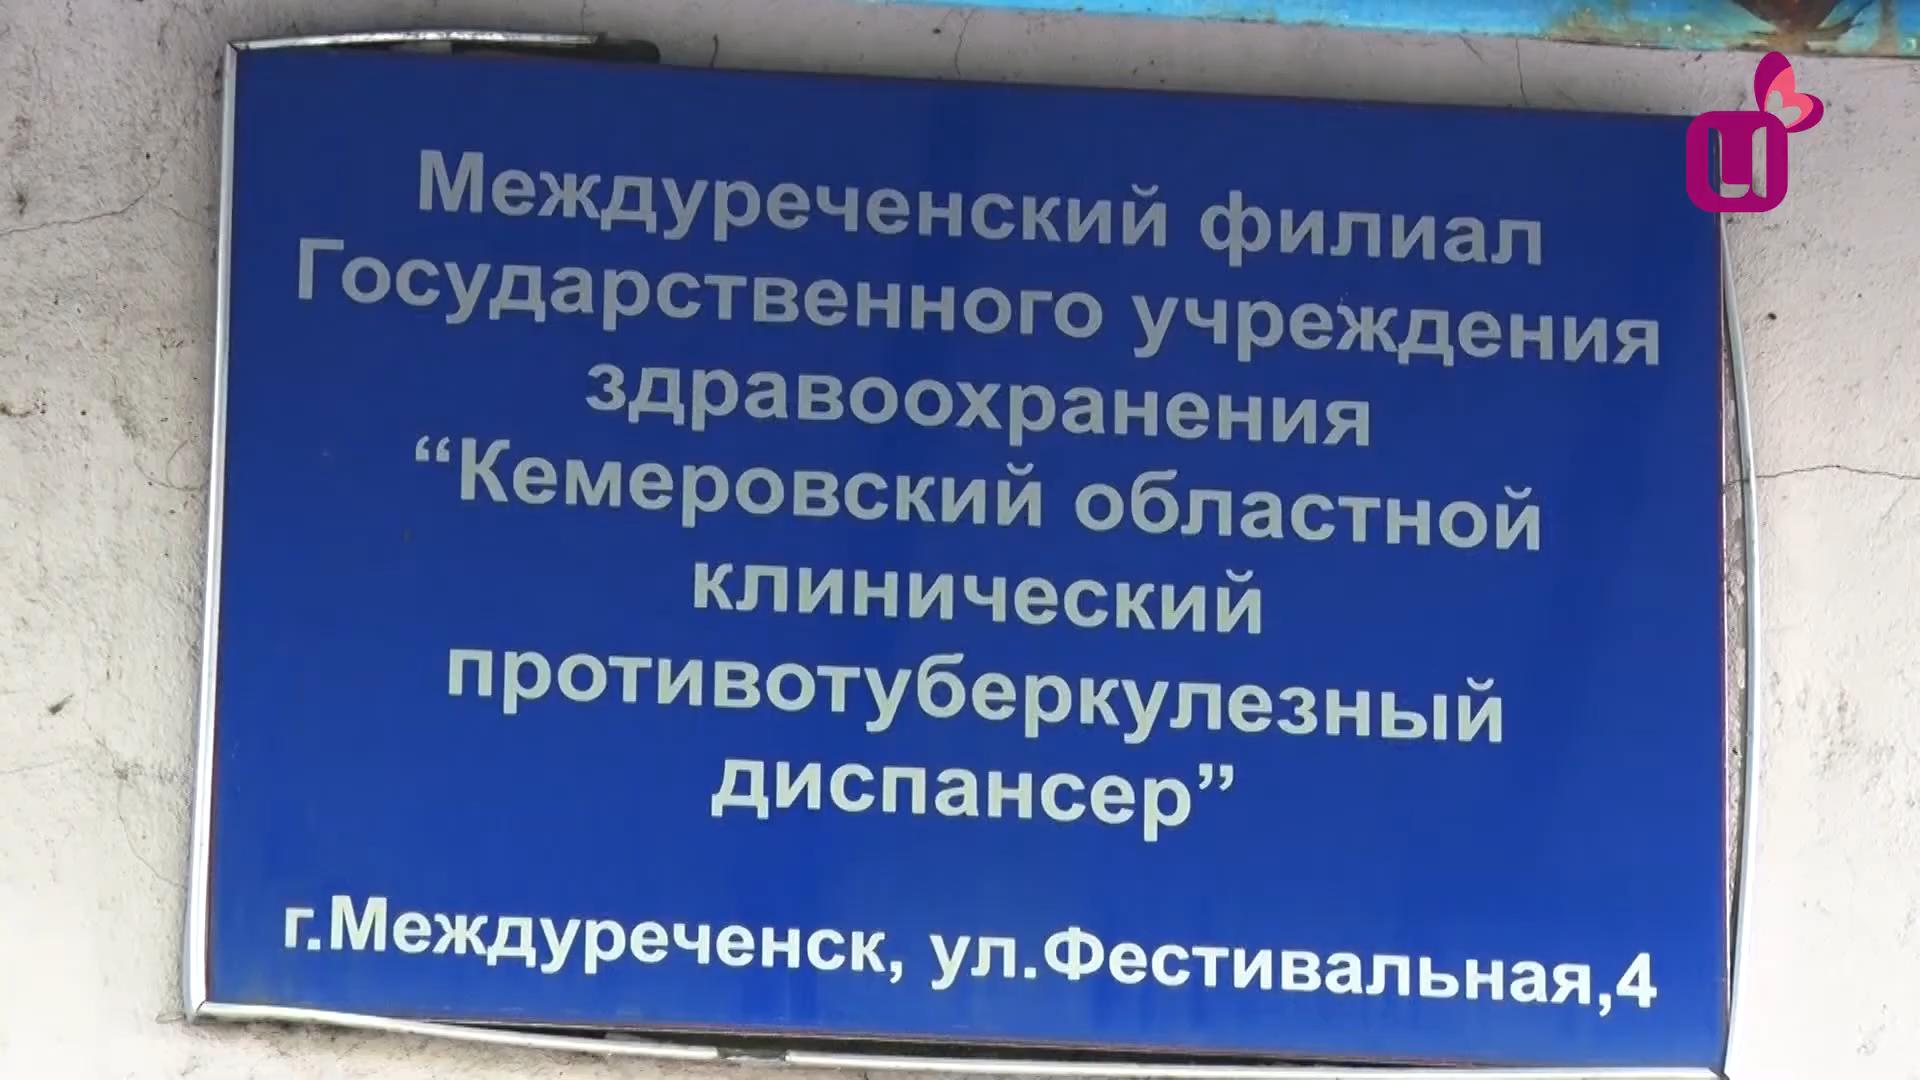 Междуреченский филиал
Государственного учреждения
здравоохранения
“Кемеровский областной
клинический
противотуберкулезный
диспансер”
г.Междуреченск, ул.Фестивальная,4